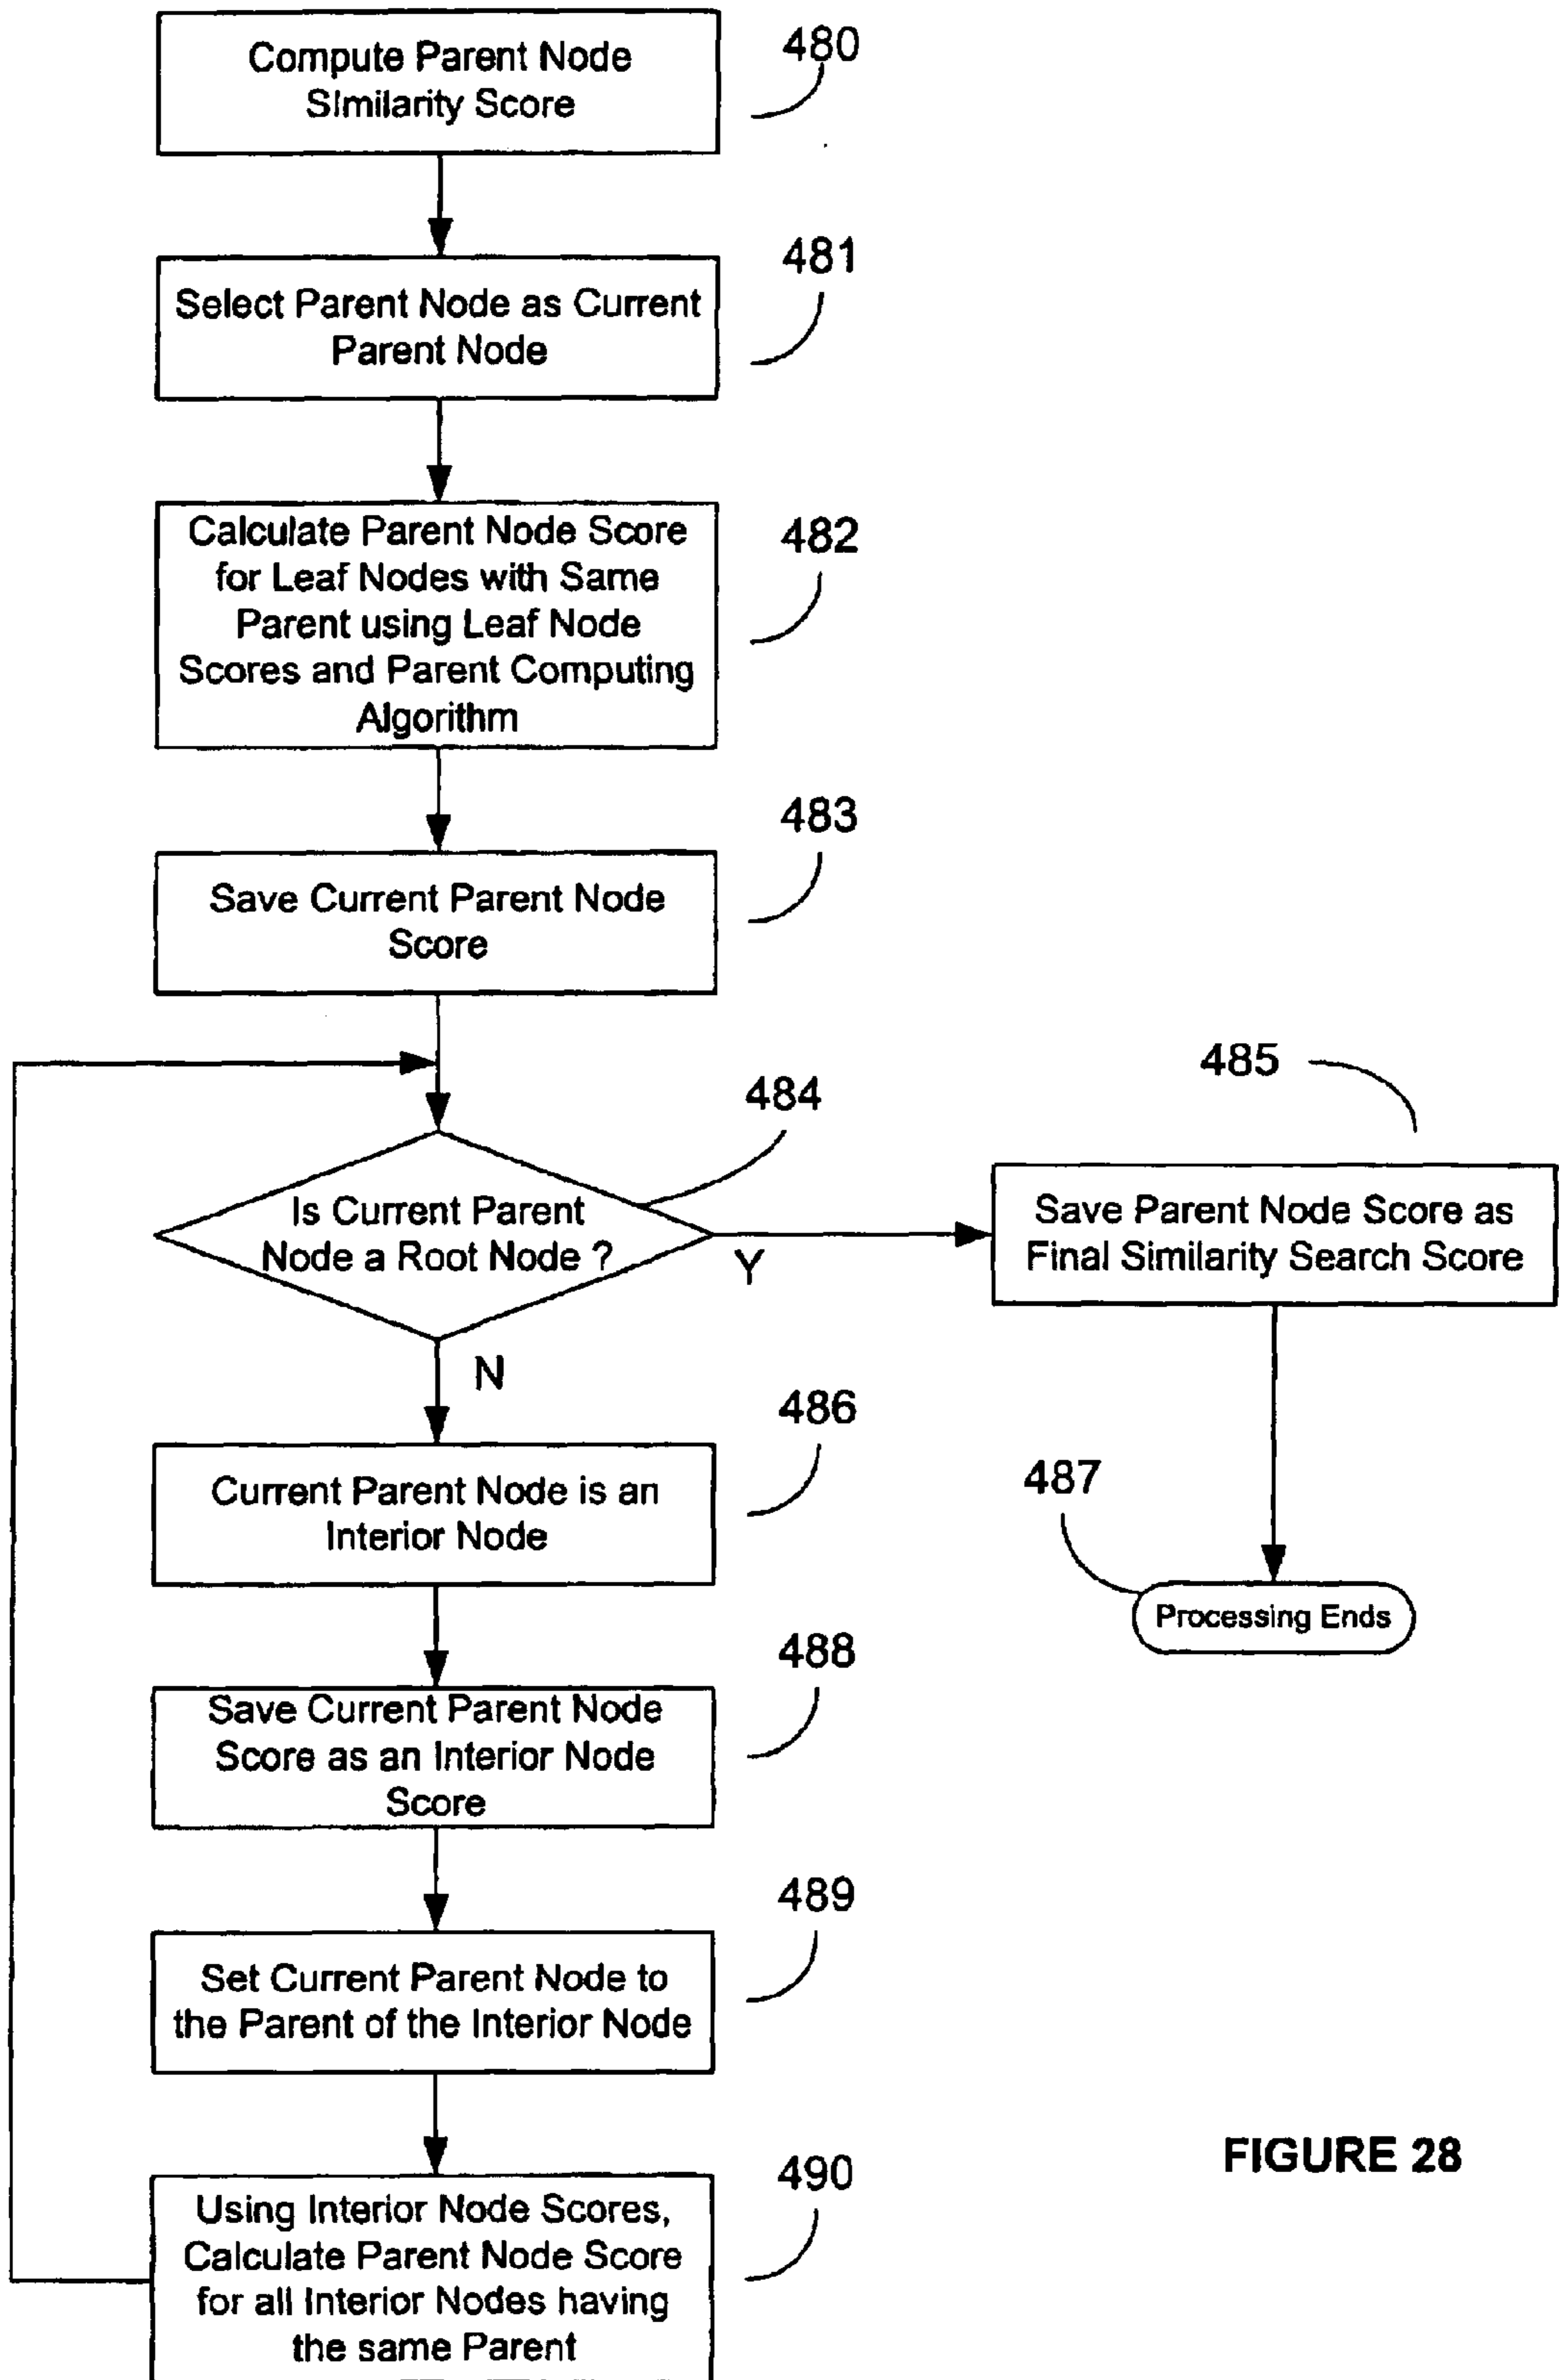 Compute Parent Node
SImilarity Score
480
Select Parent Node as Current
Parent Node
481
Calculate Parent Node Score
for Leaf Nodes with Same
Parent using Leaf Node
Scores and Parent Computing
Algorithm
482
Save Current Parent Node
Score
483
Is Current Parent
Node a Root Node ?
484
Y
N
485
Save Parent Node Score as
Final Similarity Search Score
Current Parent Node is an
Interior Node
486
487
Processing Ends
Save Current Parent Node
Score as an Interior Node
Score
488
Set Current Parent Node to
the Parent of the Interior Node
489
Using Interior Node Scores,
Calculate Parent Node Score
for all Interior Nodes having
the same Parent
490
FIGURE 28